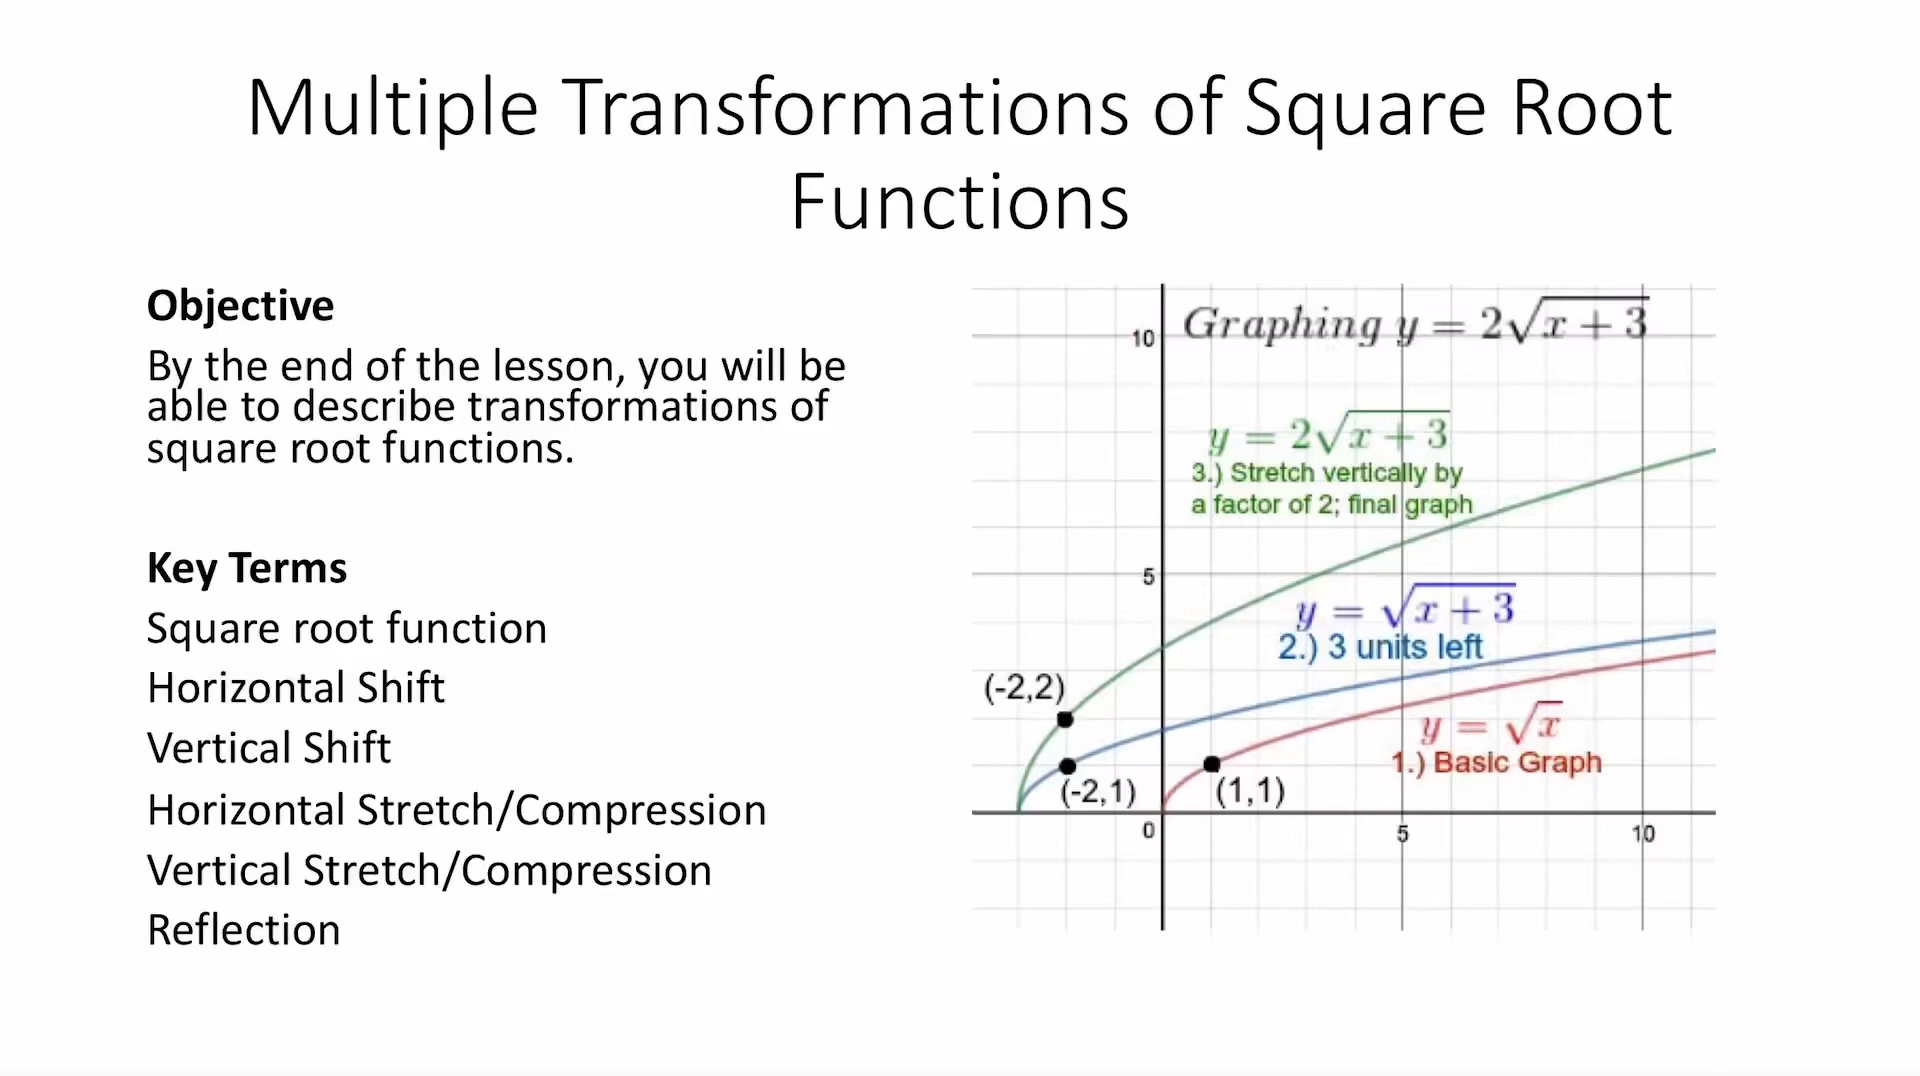 Multiple Transformations of Square Root
Functions
Objective
By the end of the lesson, you will be
able to describe transformations of
square root functions.
Key Terms
Square root function
Horizontal Shift
Vertical Shift
Horizontal Stretch/Compression
Vertical Stretch/Compression
Reflection
Graphing y = 2√(x + 3)
10
y = 2√(x + 3)
3.) Stretch vertically by
a factor of 2; final graph
5
y = √(x + 3)
2.) 3 units left
(-2,2)
y = √x
1.) Basic Graph
(-2,1)
(1,1)
0
5
10